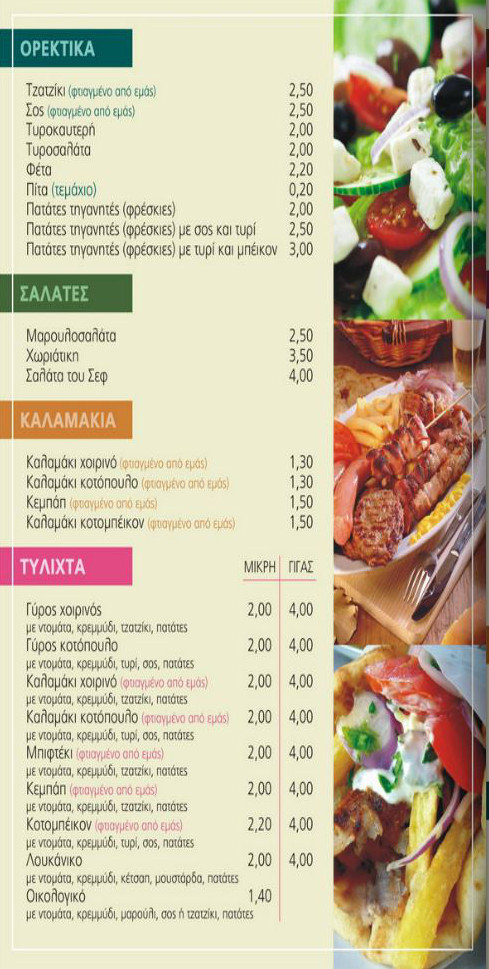 ΟΡΕΚΤΙΚΑ
Τζατζίκι (φτιαγμένο από εμάς) 2,50
Σος (φτιαγμένο από εμάς) 2,50
Τυροκαυτερή 2,00
Τυροσαλάτα 2,00
Φέτα 2,20
Πίτα (τεμάχιο) 0,20
Πατάτες τηγανητές (φρέσκιες) 2,00
Πατάτες τηγανητές (φρέσκιες) με σος και τυρί 2,50
Πατάτες τηγανητές (φρέσκιες) με τυρί και μπέικον 3,00
ΣΑΛΑΤΕΣ
Μαρουλοσαλάτα 2,50
Χωριάτικη 3,50
Σαλάτα του Σεφ 4,00
ΚΑΛΑΜΑΚΙΑ
Καλαμάκι χοιρινό (φτιαγμένο από εμάς) 1,30
Καλαμάκι κοτόπουλο (φτιαγμένο από εμάς) 1,30
Κεμπάπ (φτιαγμένο από εμάς) 1,50
Καλαμάκι κοτομπέικον (φτιαγμένο από εμάς) 1,50
ΤΥΛΙΧΤΑ ΜΙΚΡΗ ΓΙΓΑΣ
Γύρος χοιρινός 2,00 4,00
με ντομάτα, κρεμμύδι, τζατζίκι, πατάτες
Γύρος κοτόπουλο 2,00 4,00
με ντομάτα, κρεμμύδι, τυρί, σος, πατάτες
Καλαμάκι χοιρινό (φτιαγμένο από εμάς) 2,00 4,00
με ντομάτα, κρεμμύδι, τζατζίκι, πατάτες
Καλαμάκι κοτόπουλο (φτιαγμένο από εμάς) 2,00 4,00
με ντομάτα, κρεμμύδι, τυρί, σος, πατάτες
Μπιφτέκι (φτιαγμένο από εμάς) 2,00 4,00
με ντομάτα, κρεμμύδι, τζατζίκι, πατάτες
Κεμπάπ (φτιαγμένο από εμάς) 2,00 4,00
με ντομάτα, κρεμμύδι, τζατζίκι, πατάτες
Κοτομπέικον (φτιαγμένο από εμάς) 2,20 4,00
με ντομάτα, κρεμμύδι, τυρί, σος, πατάτες
Λουκάνικο 2,00 4,00
με ντομάτα, κρεμμύδι, κέτσαπ, μουστάρδα, πατάτες
Οικολογικό 1,40
με ντομάτα, κρεμμύδι, μαρούλι, σος ή τζατζίκι, πατάτες